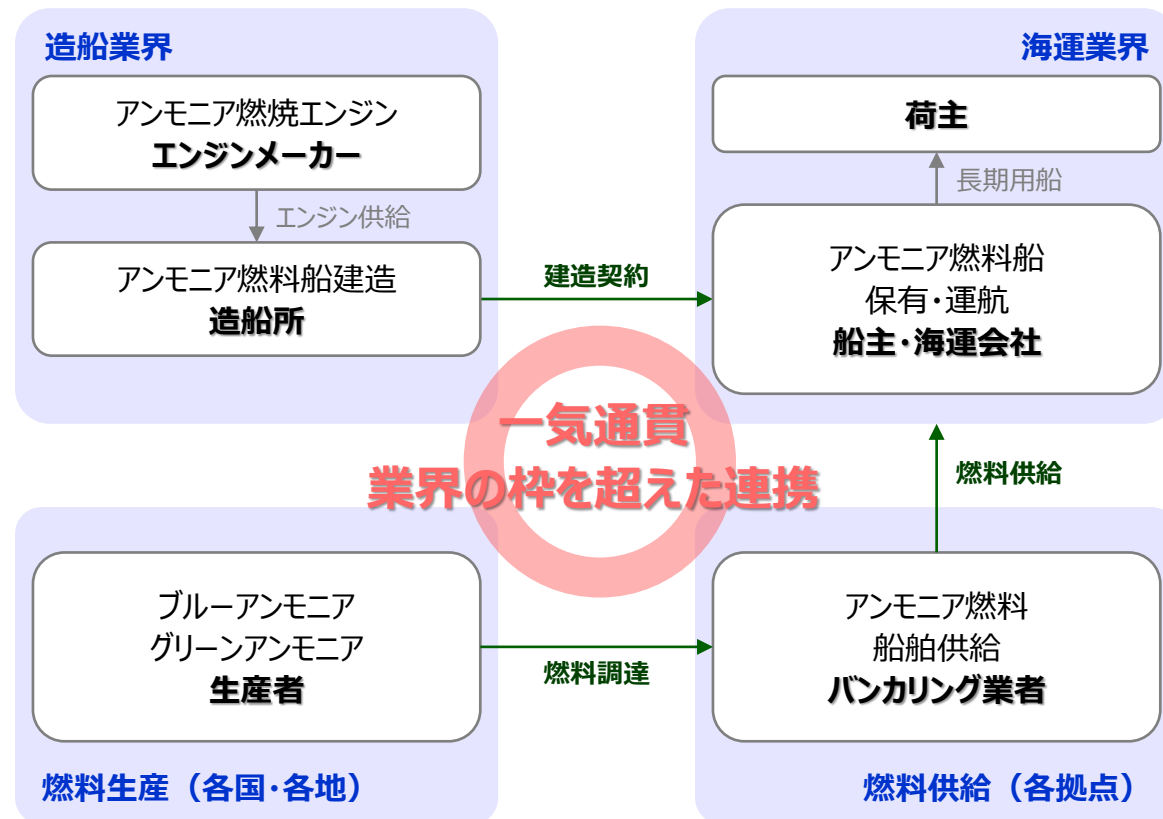 造船業界
アンモニア燃焼エンジン
エンジンメーカー
エンジン供給
アンモニア燃料船建造
造船所
建造契約
海運業界
荷主
長期用船
アンモニア燃料船
保有・運航
船主・海運会社
一気通貫
業界の枠を超えた連携
燃料供給
ブルーアンモニア
グリーンアンモニア
生産者
燃料生産（各国・各地）
燃料調達
アンモニア燃料
船舶供給
バンカリング業者
燃料供給（各拠点）